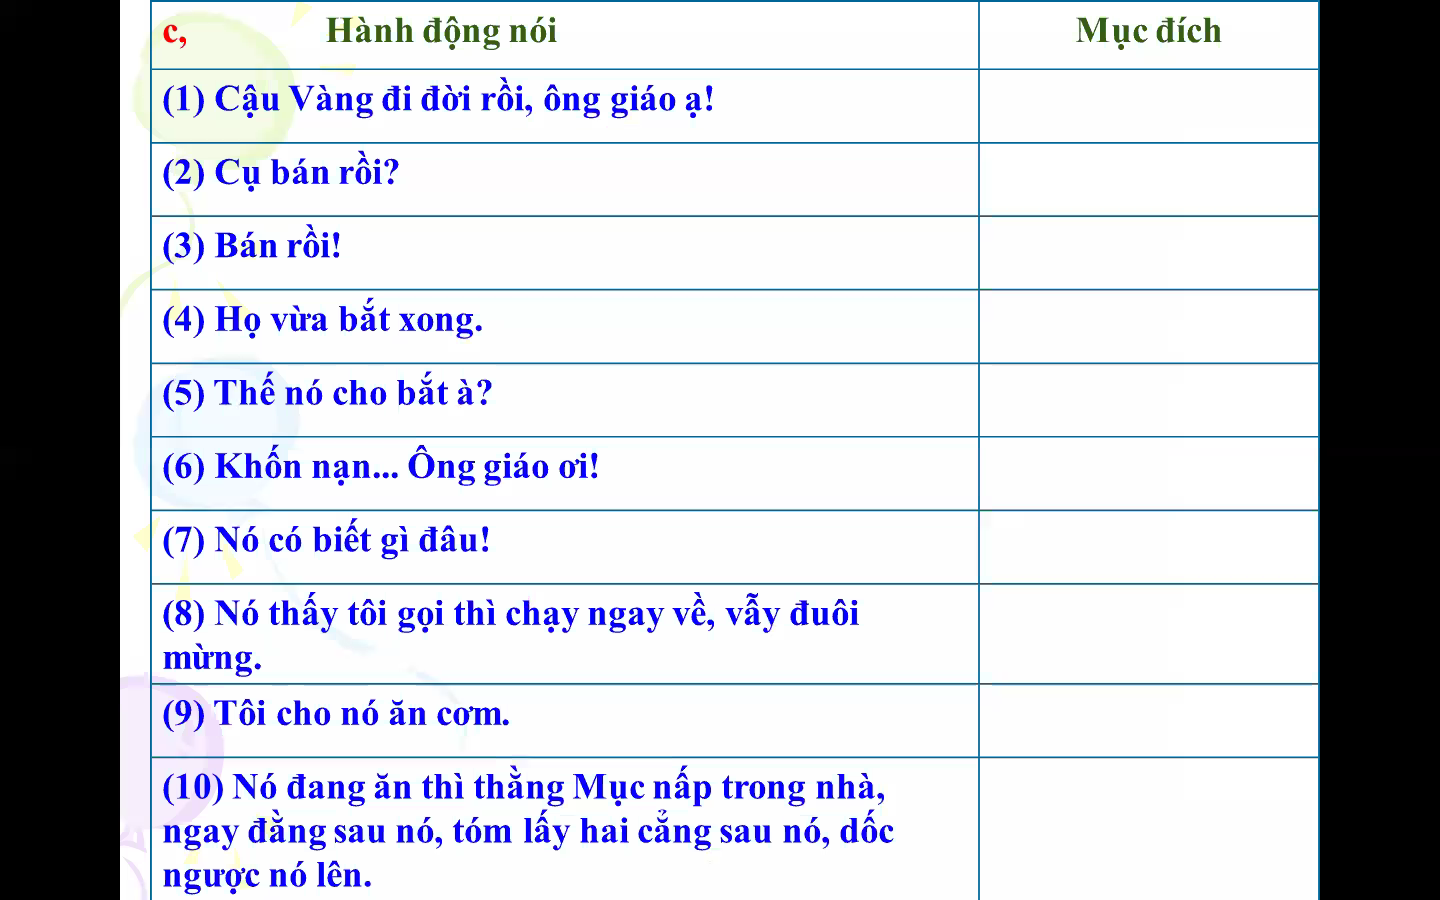 c, Hành động nói Mục đích
(1) Cậu Vàng đi đời rồi, ông giáo ạ!
(2) Cụ bán rồi?
(3) Bán rồi!
(4) Họ vừa bắt xong.
(5) Thế nó cho bắt à?
(6) Khốn nạn... Ông giáo ơi!
(7) Nó có biết gì đâu!
(8) Nó thấy tôi gọi thì chạy ngay về, vẫy đuôi
mừng.
(9) Tôi cho nó ăn cơm.
(10) Nó đang ăn thì thằng Mục nấp trong nhà,
ngay đằng sau nó, tóm lấy hai cẳng sau nó, dốc
ngược nó lên.